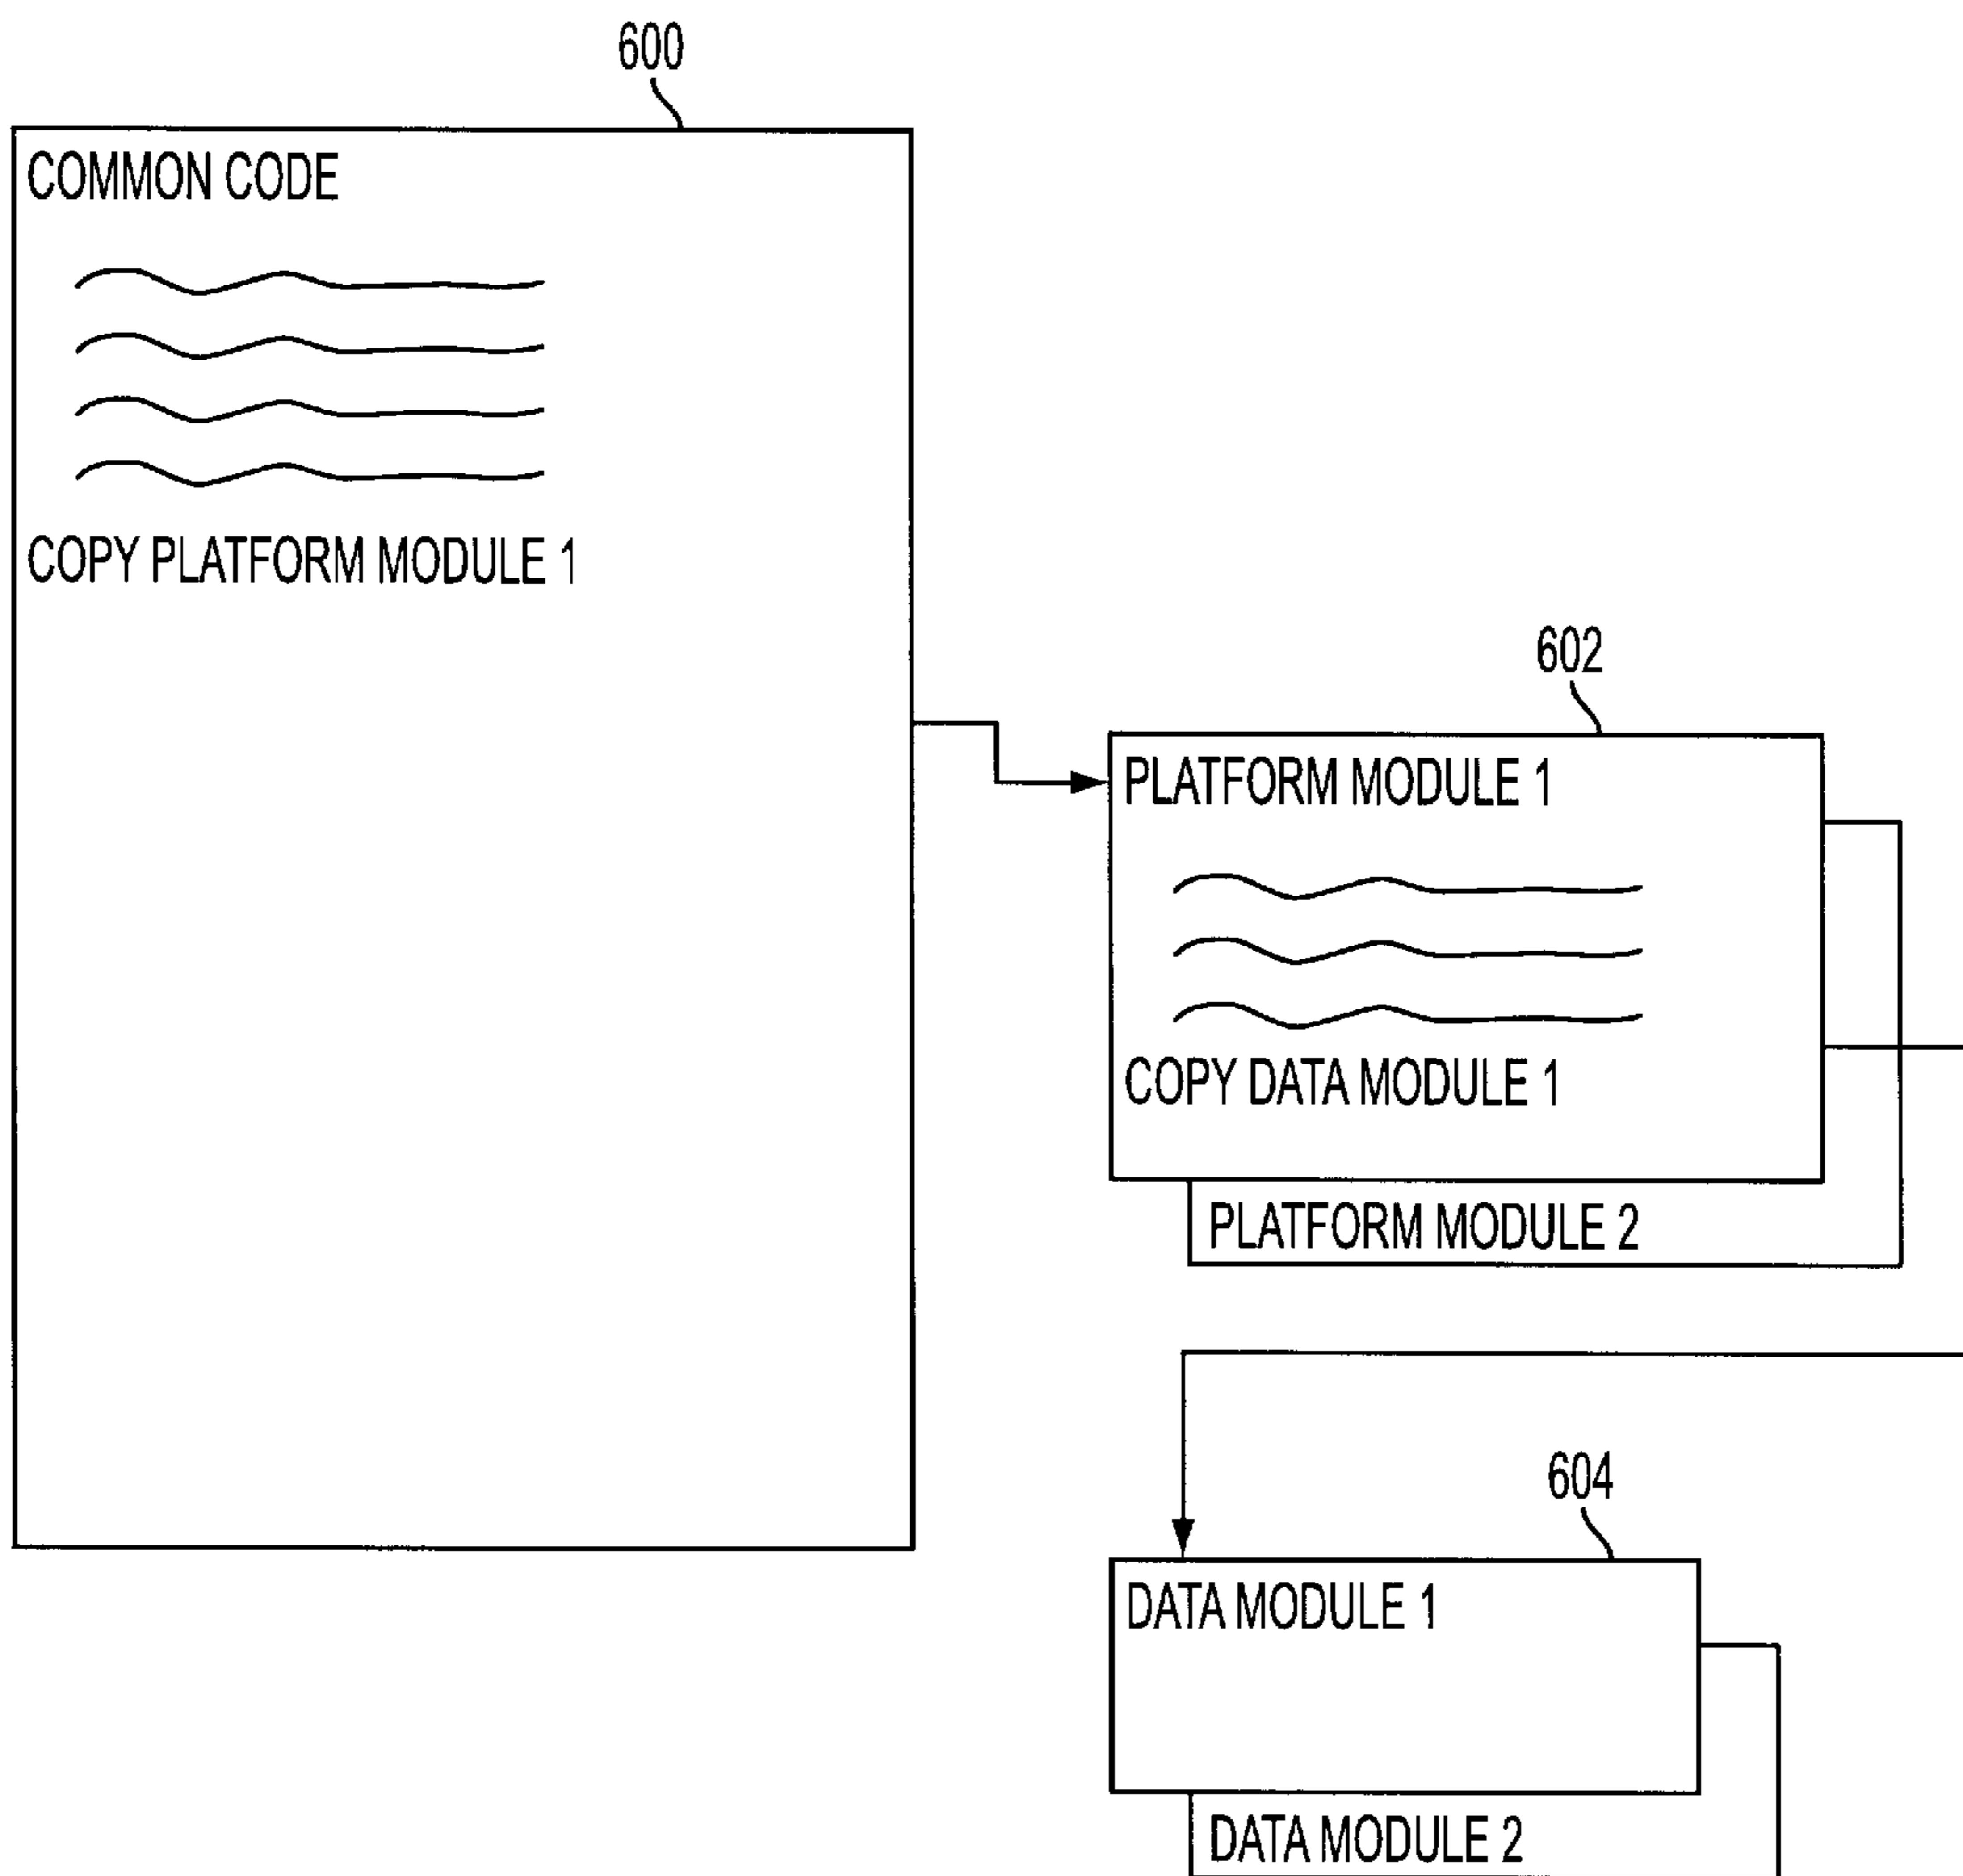 600
COMMON CODE
COPY PLATFORM MODULE 1
602
PLATFORM MODULE 1
COPY DATA MODULE 1
PLATFORM MODULE 2
604
DATA MODULE 1
DATA MODULE 2